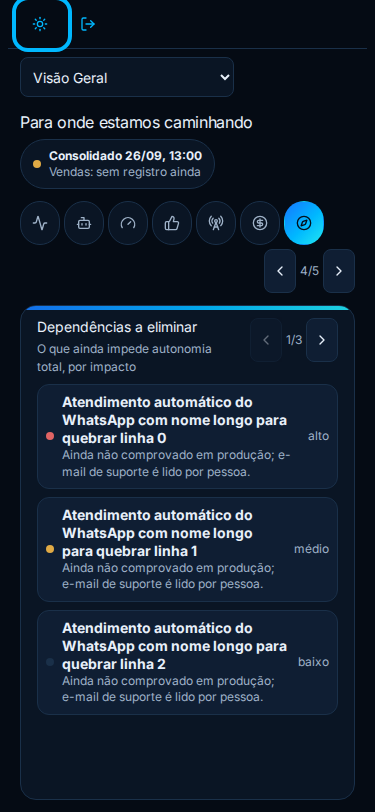 Visão Geral
Para onde estamos caminhando
Consolidado 26/09, 13:00
Vendas: sem registro ainda
4/5
Dependências a eliminar
1/3
O que ainda impede autonomia
total, por impacto
Atendimento automático do
WhatsApp com nome longo para
quebrar linha 0
alto
Ainda não comprovado em produção; e-
mail de suporte é lido por pessoa.
Atendimento automático do
WhatsApp com nome longo
para quebrar linha 1
médio
Ainda não comprovado em produção;
e-mail de suporte é lido por pessoa.
Atendimento automático do
WhatsApp com nome longo para
quebrar linha 2
baixo
Ainda não comprovado em produção;
e-mail de suporte é lido por pessoa.